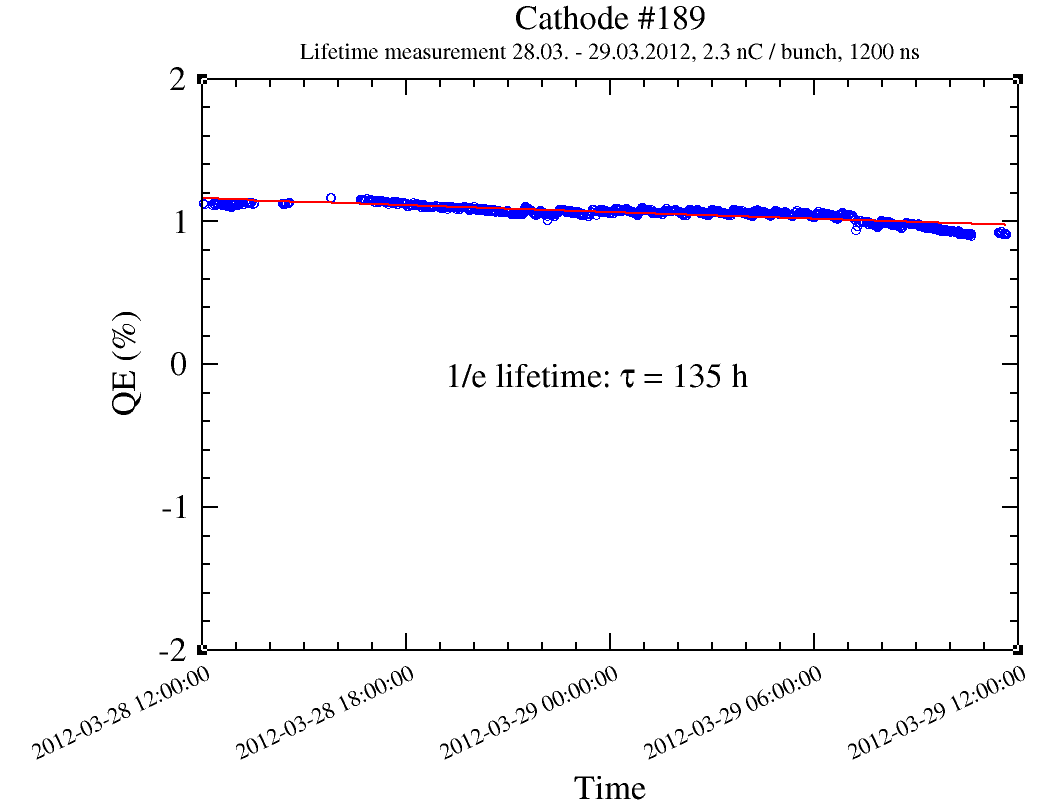 Cathode #189
Lifetime measurement 28.03. - 29.03.2012, 2.3 nC / bunch, 1200 ns
2
1
0
-1
-2
QE (%)
1/e lifetime: τ = 135 h
2012-03-28 12:00:00
2012-03-28 18:00:00
2012-03-29 00:00:00
2012-03-29 06:00:00
2012-03-29 12:00:00
Time